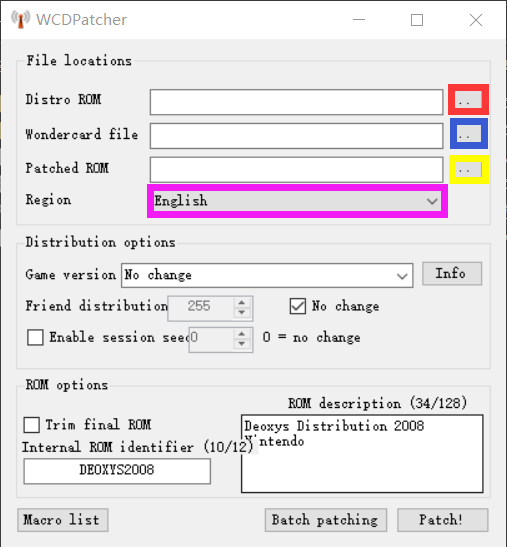 WCDPatcher
File locations
Distro ROM
..
Wondercard file
..
Patched ROM
..
Region
English
Distribution options
Game version
No change
Info
Friend distribution
255
No change
Enable session seed
0
0 = no change
ROM options
ROM description (34/128)
Trim final ROM
Deoxys Distribution 2008
Nintendo
Internal ROM identifier (10/12)
DEOXYS2008
Macro list
Batch patching
Patch!